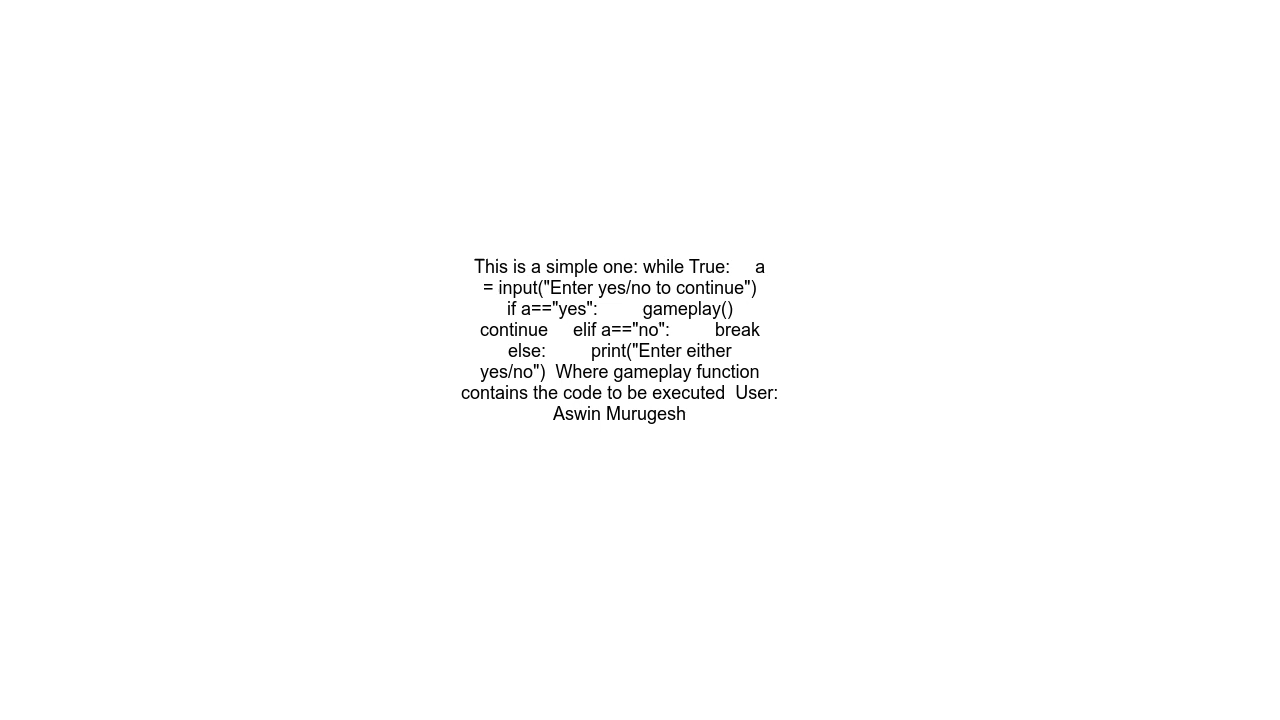 This is a simple one: while True:     a
= input("Enter yes/no to continue")
if a=="yes":         gameplay()
continue     elif a=="no":         break
else:         print("Enter either
yes/no")  Where gameplay function
contains the code to be executed  User:
Aswin Murugesh